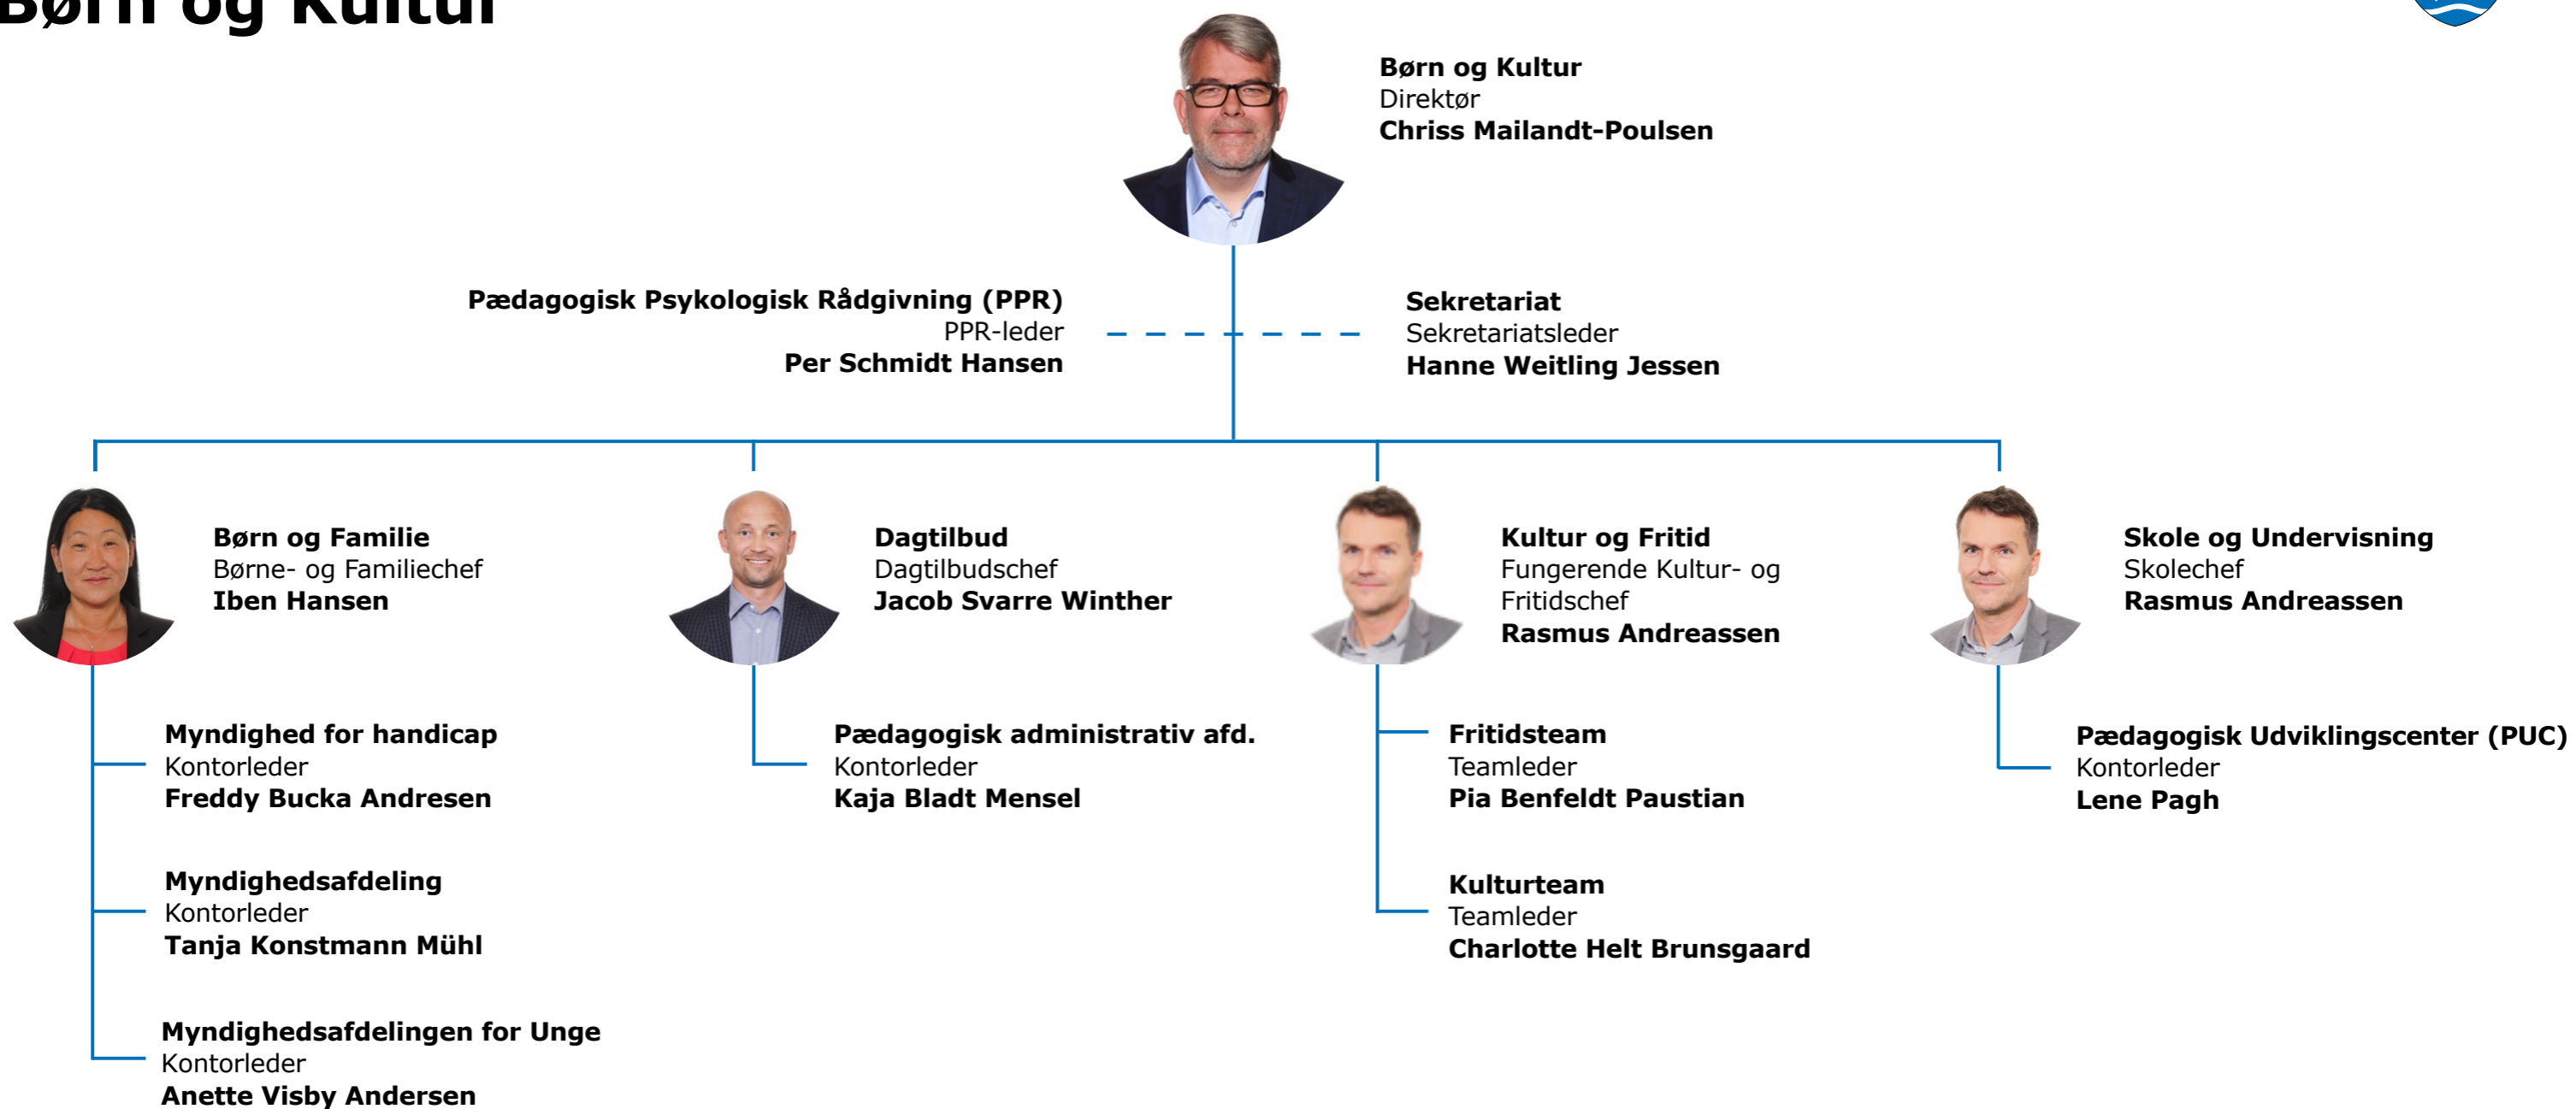 Børn og Kultur
Børn og Kultur
Direktør
Chriss Mailandt-Poulsen
Pædagogisk Psykologisk Rådgivning (PPR)
PPR-leder
Per Schmidt Hansen
Sekretariat
Sekretariatsleder
Hanne Weitling Jessen
Børn og Familie
Børne- og Familiechef
Iben Hansen
Dagtilbud
Dagtilbudschef
Jacob Svarre Winther
Kultur og Fritid
Fungerende Kultur- og
Fritidschef
Rasmus Andreassen
Skole og Undervisning
Skolechef
Rasmus Andreassen
Myndighed for handicap
Kontorleder
Freddy Bucka Andresen
Myndighedsafdeling
Kontorleder
Tanja Konstmann Mühl
Myndighedsafdelingen for Unge
Kontorleder
Anette Visby Andersen
Pædagogisk administrativ afd.
Kontorleder
Kaja Bladt Mensel
Fritidsteam
Teamleder
Pia Benfeldt Paustian
Kulturteam
Teamleder
Charlotte Helt Brunsgaard
Pædagogisk Udviklingscenter (PUC)
Kontorleder
Lene Pagh